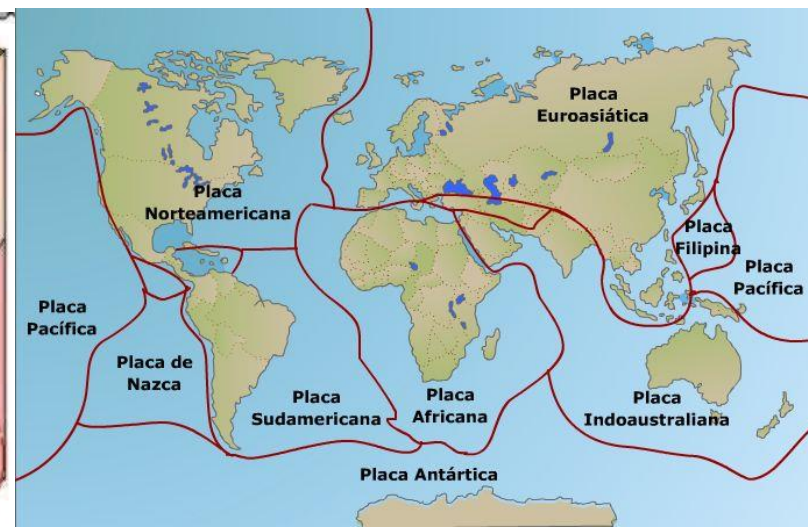 Placa
Euroasiática
Placa
Norteamericana
Placa
Filipina
Placa
Pacífica
Placa
Pacífica
Placa de
Nazca
Placa
Sudamericana
Placa
Africana
Placa
Indoaustraliana
Placa Antártica